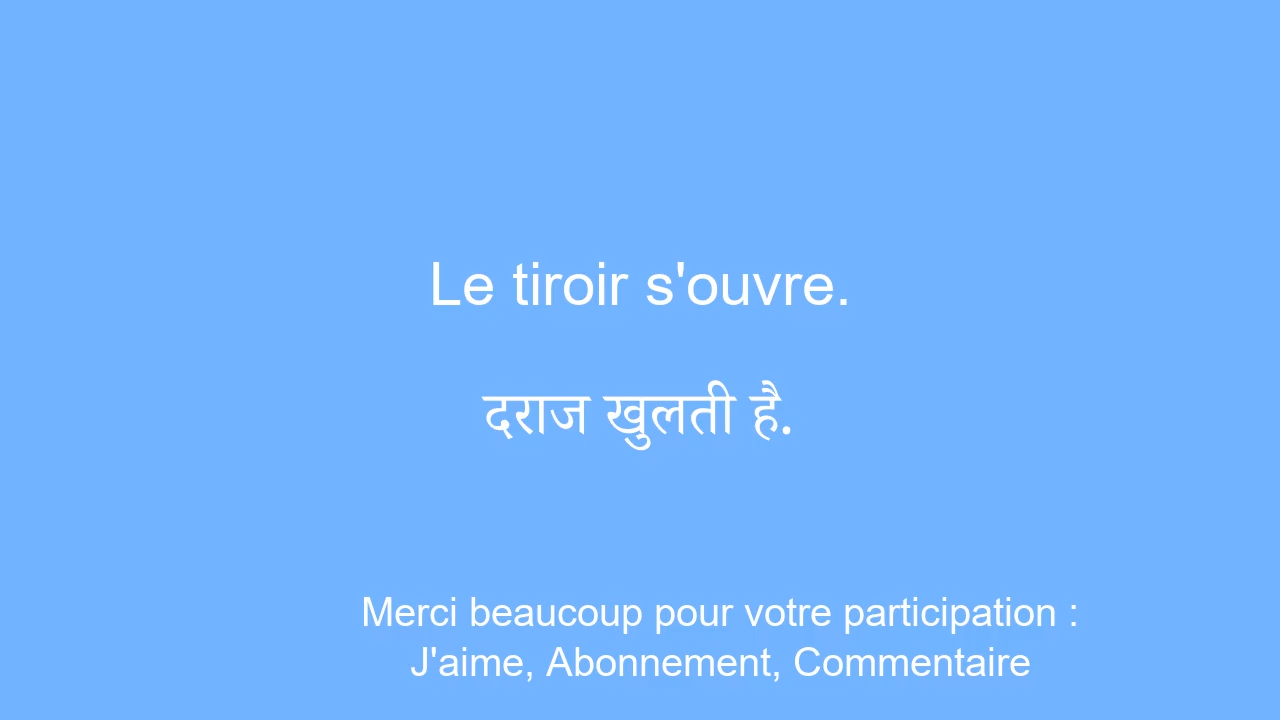 Le tiroir s'ouvre.
दराज खुलती है.
Merci beaucoup pour votre participation :
J'aime, Abonnement, Commentaire